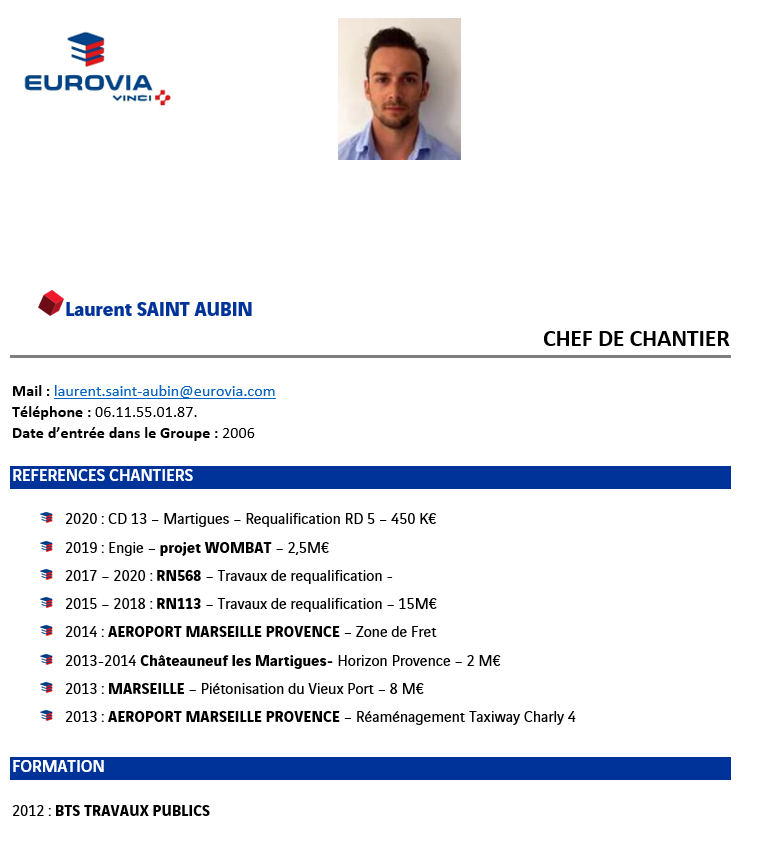 EUROVIA
VINCI
Laurent SAINT AUBIN
CHEF DE CHANTIER
Mail : laurent.saint-aubin@eurovia.com
Téléphone : 06.11.55.01.87.
Date d’entrée dans le Groupe : 2006
REFERENCES CHANTIERS
2020 : CD 13 – Martigues – Requalification RD 5 – 450 K€
2019 : Engie – projet WOMBAT – 2,5M€
2017 – 2020 : RN568 – Travaux de requalification -
2015 – 2018 : RN113 – Travaux de requalification – 15M€
2014 : AEROPORT MARSEILLE PROVENCE – Zone de Fret
2013-2014 Châteauneuf les Martigues- Horizon Provence – 2 M€
2013 : MARSEILLE – Piétonisation du Vieux Port – 8 M€
2013 : AEROPORT MARSEILLE PROVENCE – Réaménagement Taxiway Charly 4
FORMATION
2012 : BTS TRAVAUX PUBLICS